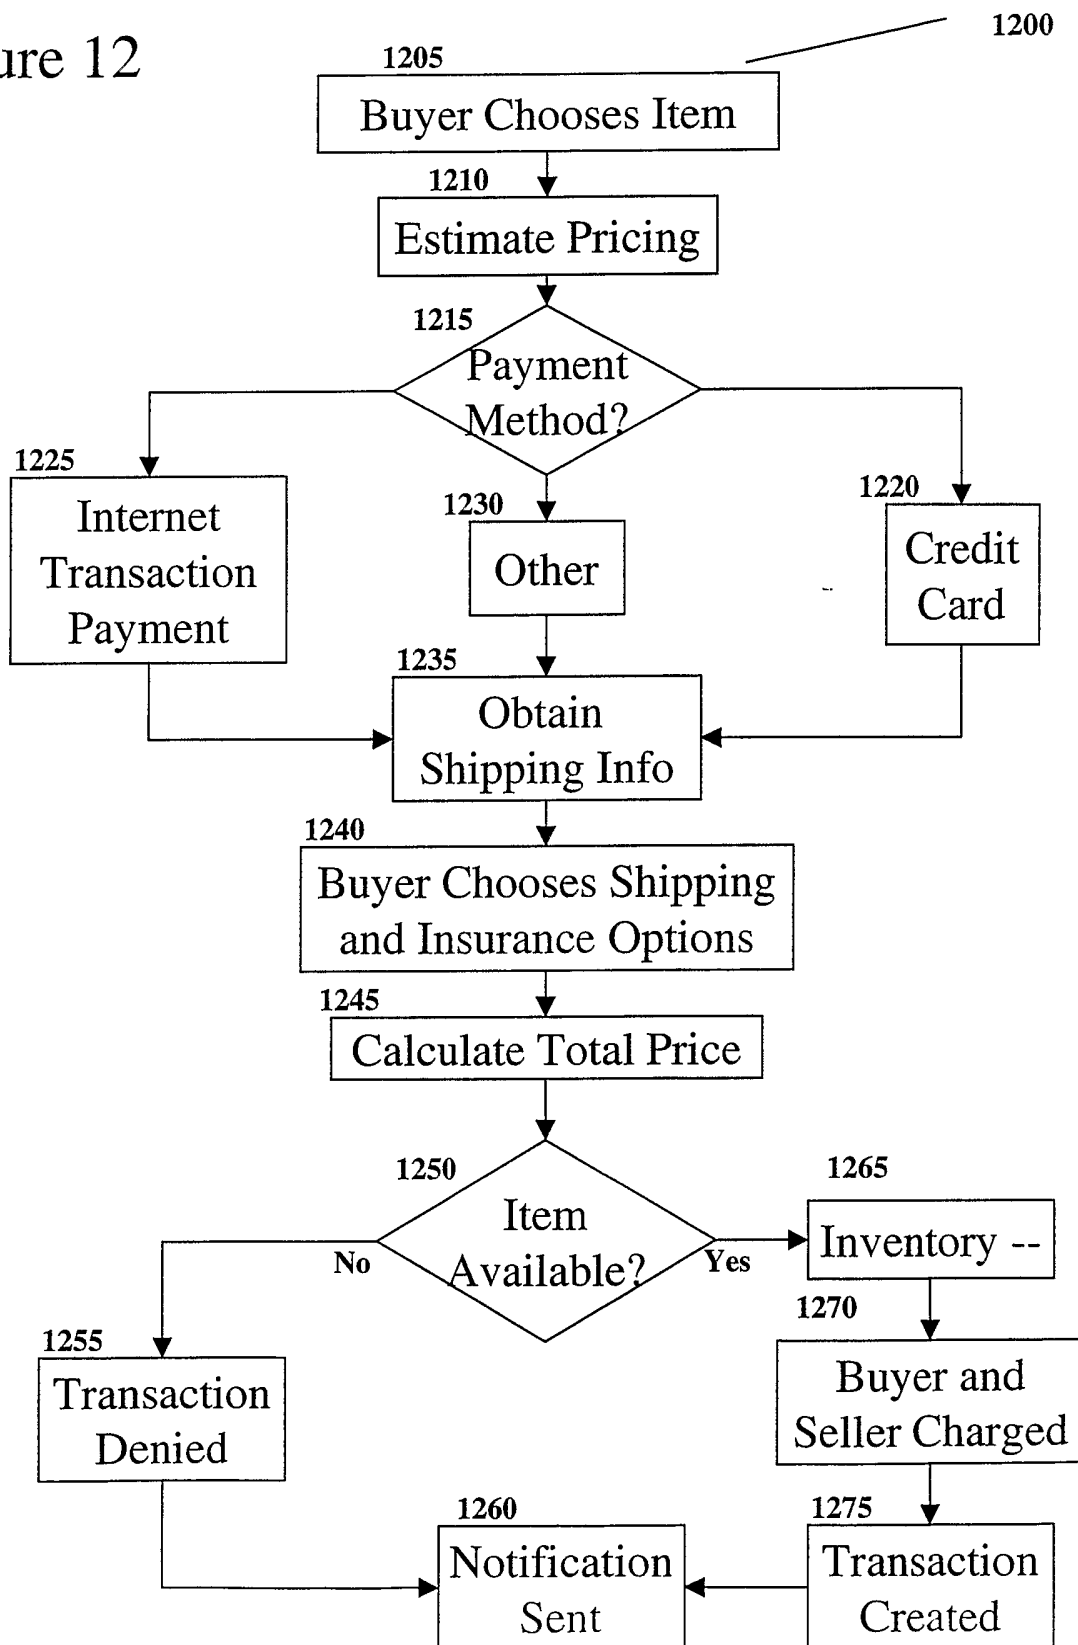 ure 12
1200
1205
Buyer Chooses Item
1210
Estimate Pricing
1215
Payment
Method?
1225
Internet
Transaction
Payment
1230
Other
1220
Credit
Card
1235
Obtain
Shipping Info
1240
Buyer Chooses Shipping
and Insurance Options
1245
Calculate Total Price
1250
Item
Available?
No
Yes
1265
Inventory --
1270
Buyer and
Seller Charged
1255
Transaction
Denied
1260
Notification
Sent
1275
Transaction
Created